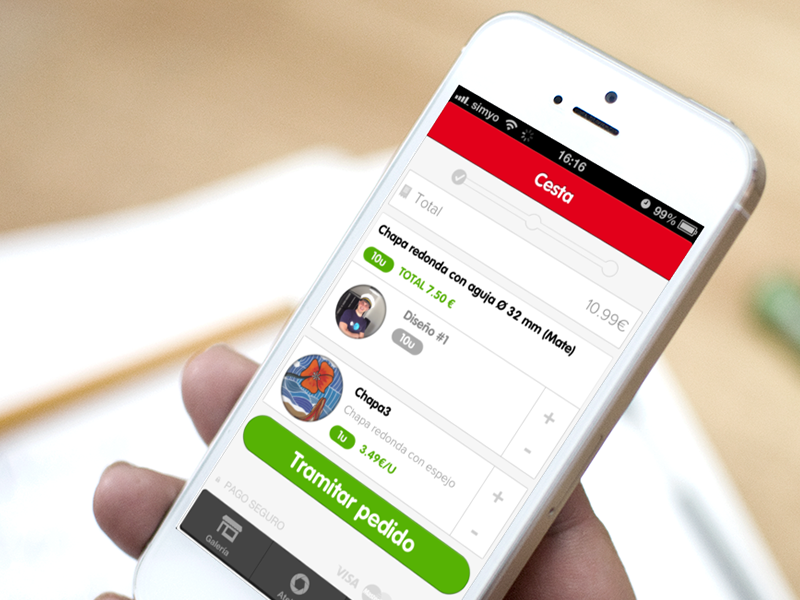 simyo 16:16 99%
Cesta
Total 10.99€
Chapa redonda con aguja Ø 32 mm (Mate)
10u TOTAL 7.50 €
Diseño #1
10u
+
-
Chapa3
Chapa redonda con espejo
1u 3.49€/U
+
-
Tramitar pedido
PAGO SEGURO
VISA
Galería